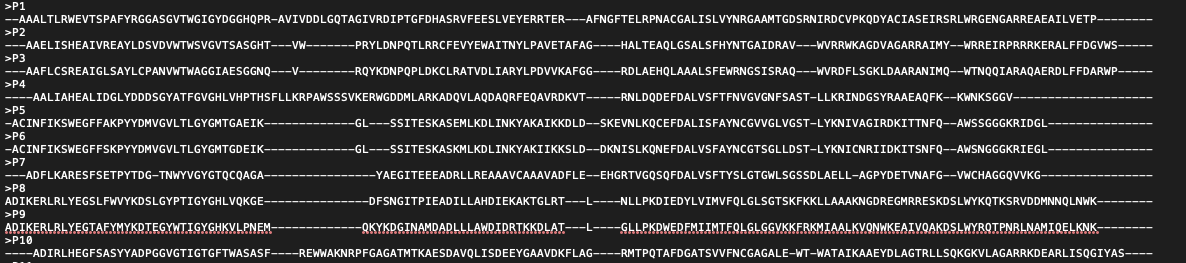 >P1
--AAALTLRWEVTSPAFYRGGASGVTWGIGYDGGHQPR-AVIVDDLGQTAGIVRDIPTGFDHASRVFEESLVEYERRTER---AFNGFTELRPNACGALISLVYNRGAAMTGDSRNIRDCVPKQDYACIASEIRSRLWRGENGARREAEAILVETP--------
>P2
---AAELISHEAIVREAYLDSVDVWTWSVGVTSASGHT---VW-------PRYLDNPQTLRRCFEVYEWAITNYLPAVETAFAG----HALTEAQLGSALSFHYNTGAIDRAV---WVRRWKAGDVAGARRAIMY--WRREIRPRRRKERALFFDGVWS-----
>P3
---AAFLCSREAIGLSAYLCPANVWTWAGGIAESGGNQ---V--------RQYKDNPQPLDKCLRATVDLIARYLPDVVKAFGG----RDLAEHQLAAALSFEWRNGSISRAQ---WVRDFLSGKLDAARANIMQ--WTNQQIARAQAERDLFFDARWP-----
>P4
----AALIAHEALIDGLYDDDSGYATFGVGHLVHPTHSFLLKRPAWSSSVKERWGDDMLARKADQVLAQDAQRFEQAVRDKVT-----RNLDQDEFDALVSFTFNVGVGNFSAST-LLKRINDGSYRAAEAQFK--KWNKSGGV--------------------
>P5
-ACINFIKSWEGFFAKPYYDMVGVLTLGYGMTGAEIK-------------GL---SSITESKASEMLKDLINKYAKAIKKDLD--SKEVNLKQCEFDALISFAYNCGVVGLVGST-LYKNIVAGIRDKITTNFQ--AWSSGGGKRIDGL---------------
>P6
-ACINFIKSWEGFFSKPYYDMVGVLTLGYGMTGDEIK-------------GL---SSITESKASKMLKDLINKYAKIIKKSLD--DKNISLKQNEFDALVSFAYNCGTSGLLDST-LYKNICNRIIDKITSNFQ--AWSNGGGKRIEGL---------------
>P7
---ADFLKARESFSETPYTDG-TNWYVGYGTQCQAGA----------------YAEGITEEEADRLLREAAAVCAAAVADFLE--EHGRTVGQSQFDALVSFTYSLGTGWLSGSSDLAELL-AGPYDETVNAFG--VWCHAGGQVVKG----------------
>P8
ADIKERLRLYEGSLFWVYKDSLGYPTIGYGHLVQKGE---------------DFSNGITPIEADILLAHDIEKAKTGLRT---L----NLLPKDIEDYLVIMVFQLGLSGTSKFKKLLAAAKNGDREGMRRESKDSLWYKQTKSRVDDMNNQLNWK--------
>P9
ADIKERLRLYEGTAFYMYKDTEGYWTIGYGHKVLPNEM-------------QKYKDGINAMDADLLLAWDIDRTKKDLAT---L----GLLPKDWEDFMIIMTFQLGLGGVKKFRKMIAALKVQNWKEAIVQAKDSLWYRQTPNRLNAMIQELKNK--------
>P10
----ADIRLHEGFSASYYADPGGVGTIGTGFTWASASF----REWWAKNRPFGAGATMTKAESDAVQLISDEEYGAAVDKFLAG----RMTPQTAFDGATSVVFNCGAGALE-WT-WATAIKAAEYDLAGTRLLSQKGKVLAGARRKDEARLISQGIYAS----